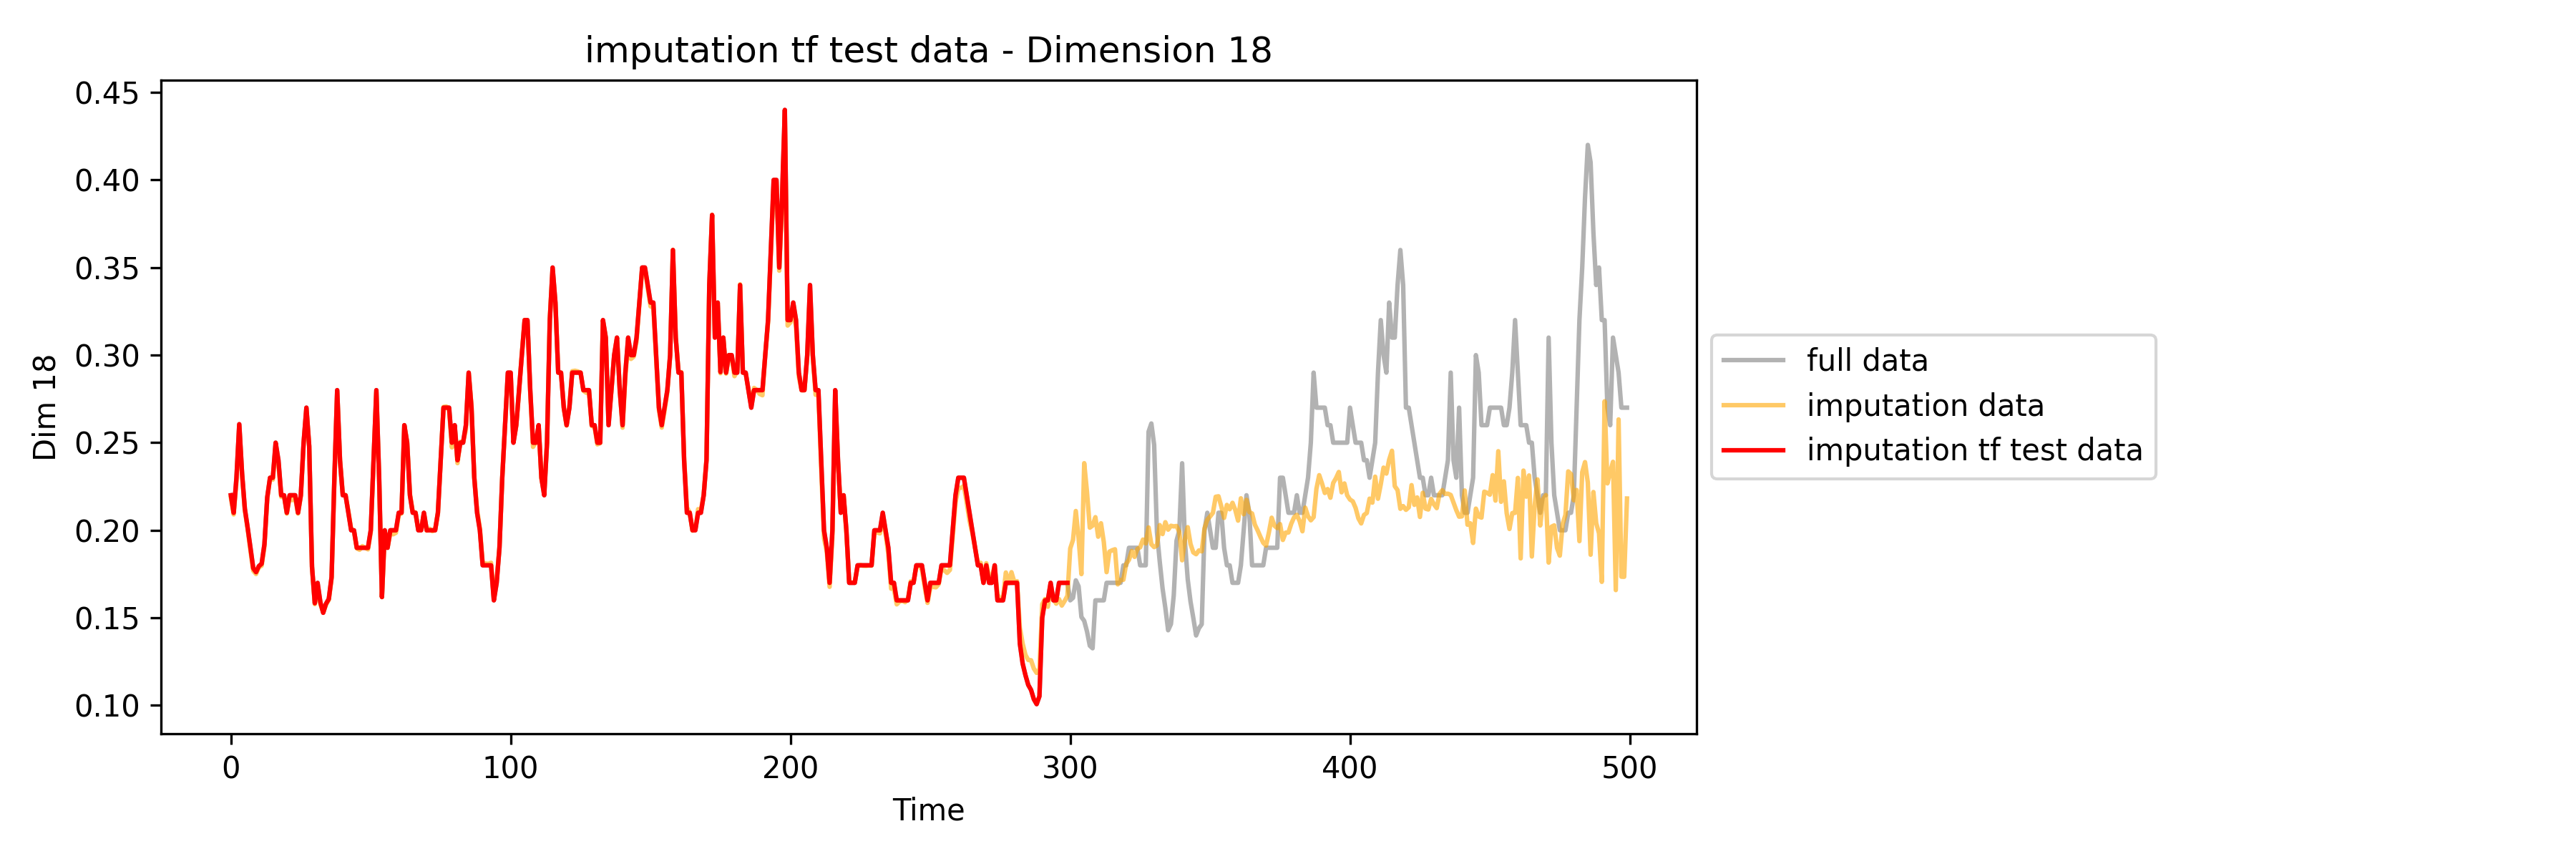 imputation tf test data - Dimension 18
0.45
0.40
0.35
0.30
0.25
0.20
0.15
0.10
Dim 18
0 100 200 300 400 500
Time
full data
imputation data
imputation tf test data